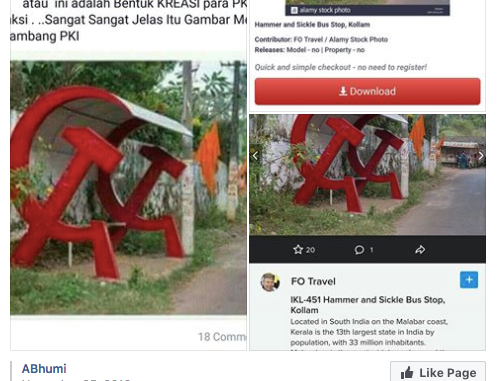 atau ini adalah Bentuk KREASI para PK
ksi . ..Sangat Sangat Jelas Itu Gambar Me
ambang PKI
18 Comm
alamy stock photo
Hammer and Sickle Bus Stop, Kollam
Contributor: FO Travel / Alamy Stock Photo
Releases: Model - no | Property - no
Quick and simple checkout - no need to register!
Download
20
1
FO Travel
IKL-451 Hammer and Sickle Bus Stop,
Kollam
Located in South India on the Malabar coast,
Kerala is the 13th largest state in India by
population, with 33 million inhabitants.
ABhumi
Like Page